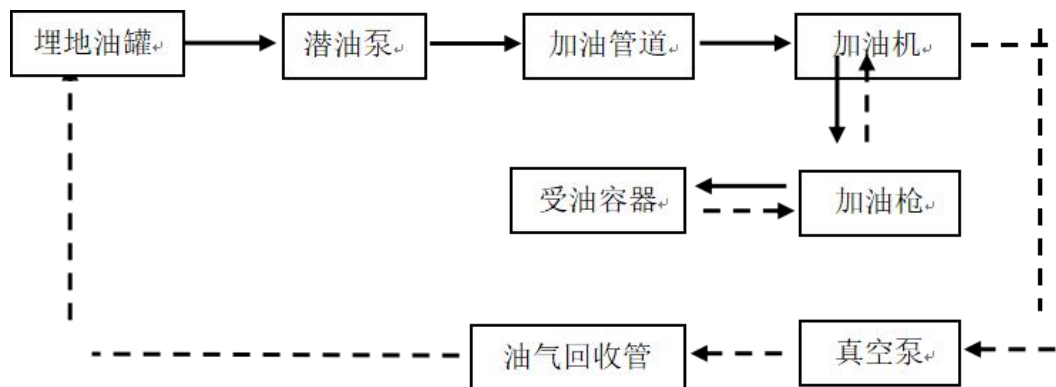 埋地油罐
潜油泵
加油管道
加油机
受油容器
加油枪
油气回收管
真空泵